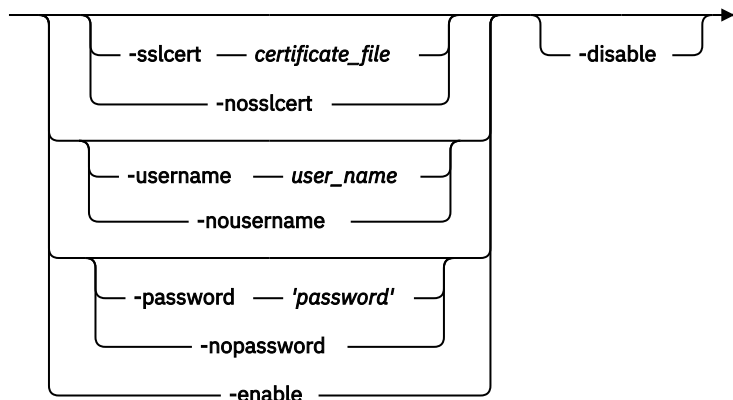 -sslcert certificate_file -disable
-nosslcert
-username user_name
-nousername
-password 'password'
-nopassword
-enable